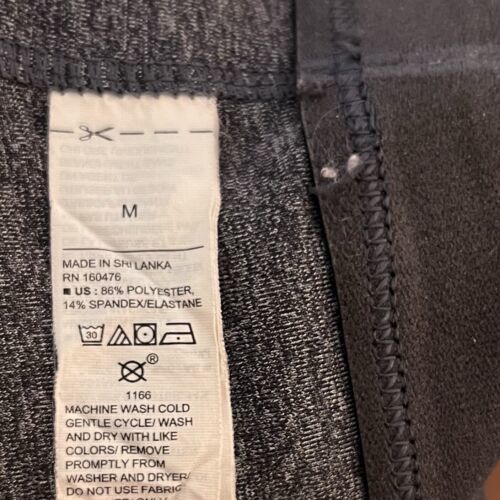 M
MADE IN SRI LANKA
RN 160476
■ US : 86% POLYESTER,
14% SPANDEX/ELASTANE
30
®
1166
MACHINE WASH COLD
GENTLE CYCLE/ WASH
AND DRY WITH LIKE
COLORS/ REMOVE
PROMPTLY FROM
WASHER AND DRYER/
DO NOT USE FABRIC